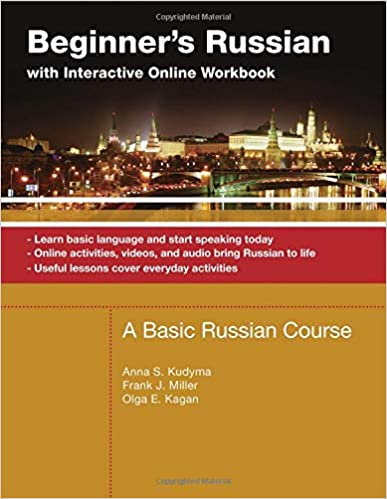 Copyrighted Material
Beginner's Russian
with Interactive Online Workbook
- Learn basic language and start speaking today
- Online activities, videos, and audio bring Russian to life
- Useful lessons cover everyday activities
A Basic Russian Course
Anna S. Kudyma
Frank J. Miller
Olga E. Kagan
Copyrighted Material